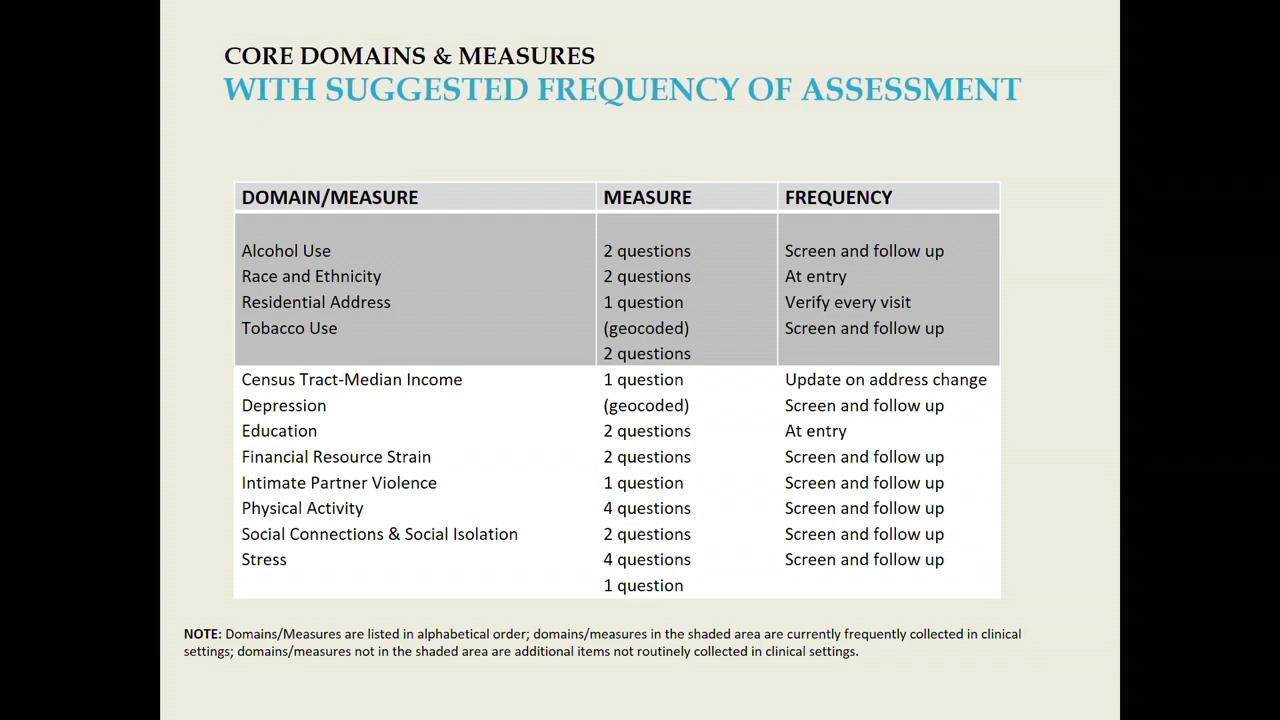 CORE DOMAINS & MEASURES
WITH SUGGESTED FREQUENCY OF ASSESSMENT
DOMAIN/MEASURE MEASURE FREQUENCY
Alcohol Use 2 questions Screen and follow up
Race and Ethnicity 2 questions At entry
Residential Address 1 question Verify every visit
Tobacco Use (geocoded) Screen and follow up
2 questions
Census Tract-Median Income 1 question Update on address change
Depression (geocoded) Screen and follow up
Education 2 questions At entry
Financial Resource Strain 2 questions Screen and follow up
Intimate Partner Violence 1 question Screen and follow up
Physical Activity 4 questions Screen and follow up
Social Connections & Social Isolation 2 questions Screen and follow up
Stress 4 questions Screen and follow up
1 question
NOTE: Domains/Measures are listed in alphabetical order; domains/measures in the shaded area are currently frequently collected in clinical
settings; domains/measures not in the shaded area are additional items not routinely collected in clinical settings.